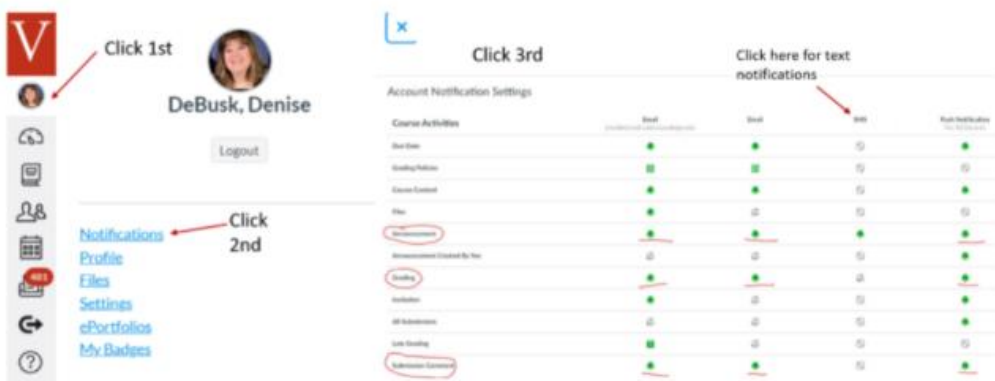 V
Click 1st
DeBusk, Denise
Logout
Click
2nd
Notifications
Profile
Files
Settings
ePortfolios
My Badges
Click 3rd
Click here for text
notifications
Account Notification Settings
Course Activities
Email
Email
SMS
Push Notification
Due Date
Grading Policies
Course Content
Files
Announcement
Announcement Created By You
Grading
Invitation
All Submissions
Late Grading
Submission Comment